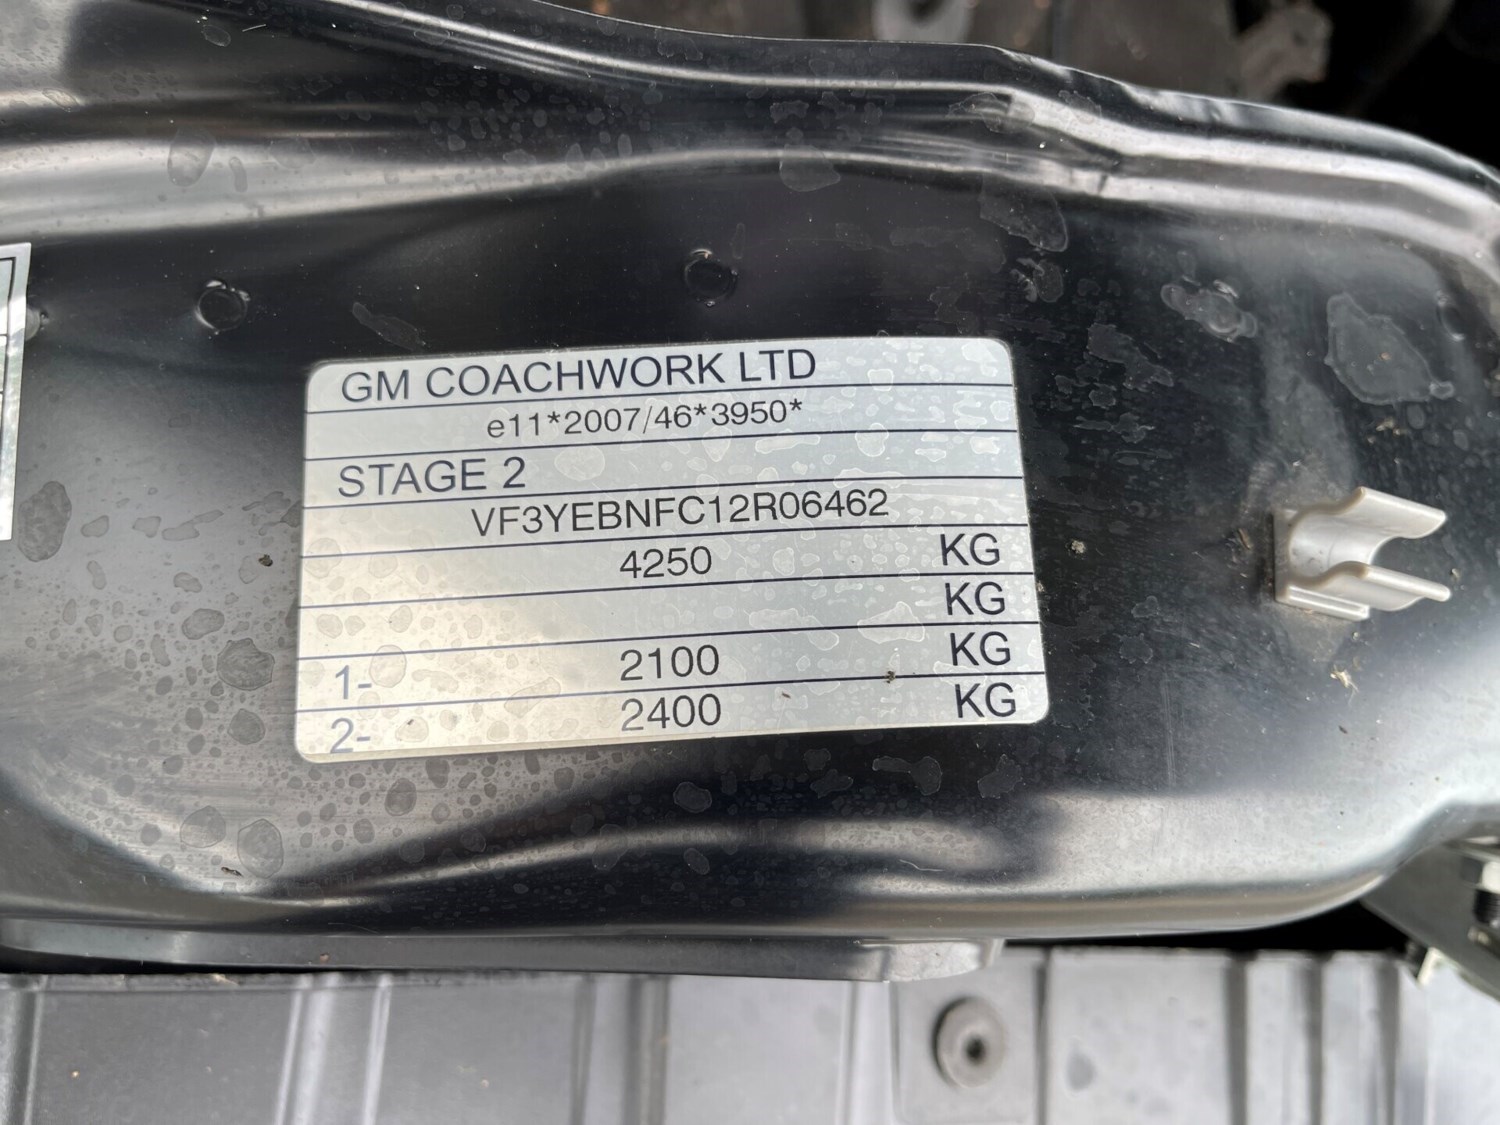 GM COACHWORK LTD
e11*2007/46*3950*
STAGE 2
VF3YEBNFC12R06462
4250 KG
KG
1- 2100 KG
2- 2400 KG